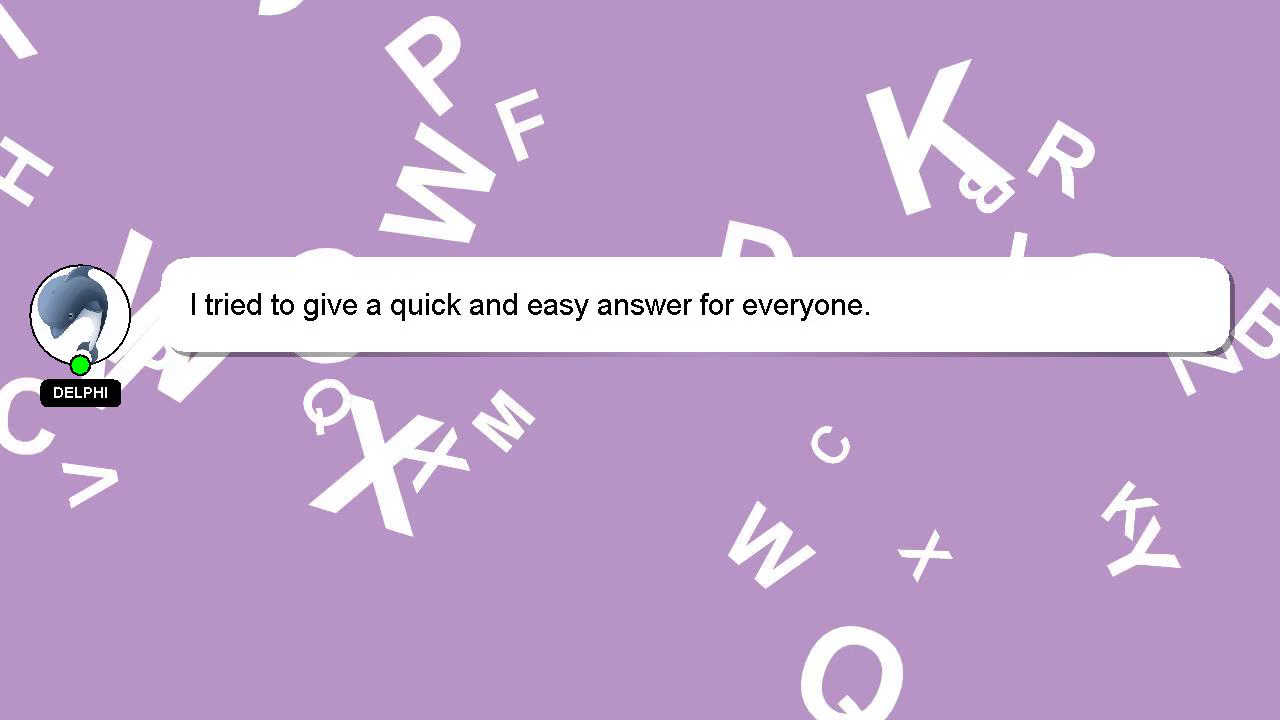 I tried to give a quick and easy answer for everyone.
DELPHI
P
F
K
R
B
H
W
D
Q
C
V
X
X
M
C
N
B
W
X
K
Y
Q